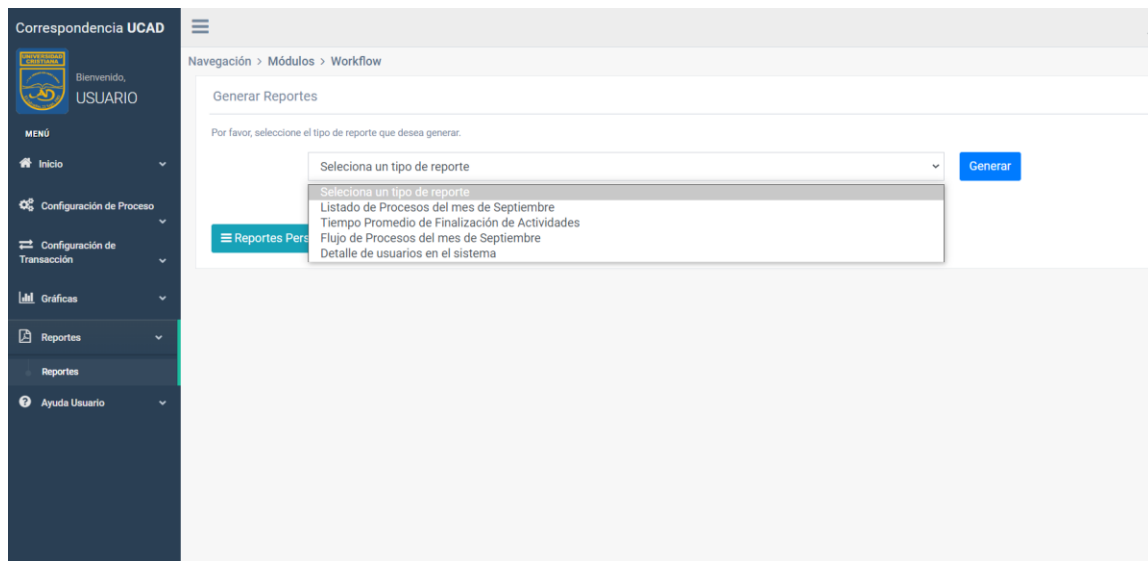 Correspondencia UCAD
UNIVERSIDAD
CRISTIANA
Bienvenido,
USUARIO
MENÚ
Inicio
Configuración de Proceso
Configuración de
Transacción
Gráficas
Reportes
Reportes
Ayuda Usuario
Navegación > Módulos > Workflow
Generar Reportes
Por favor, seleccione el tipo de reporte que desea generar.
Seleciona un tipo de reporte
Generar
Seleciona un tipo de reporte
Listado de Procesos del mes de Septiembre
Tiempo Promedio de Finalización de Actividades
Flujo de Procesos del mes de Septiembre
Detalle de usuarios en el sistema
Reportes Pers